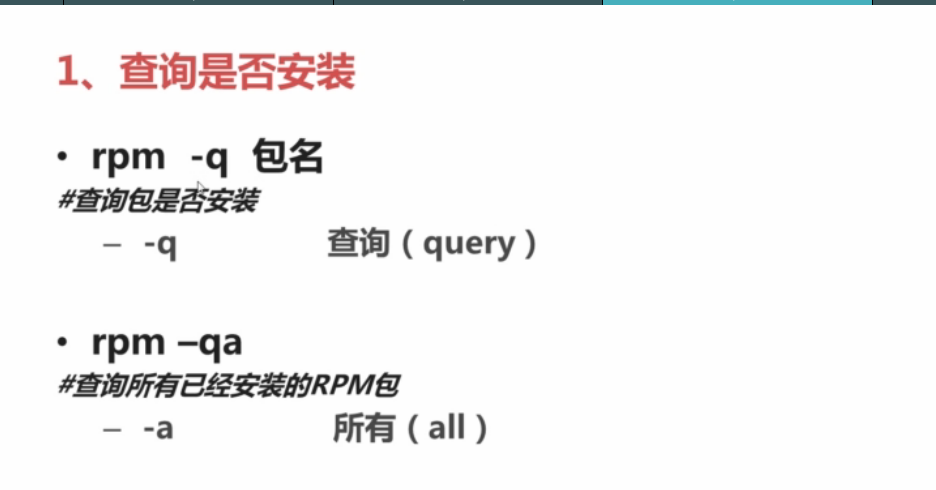 1、查询是否安装
• rpm -q 包名
#查询包是否安装
– -q 查询（query）
• rpm –qa
#查询所有已经安装的RPM包
– -a 所有（all）